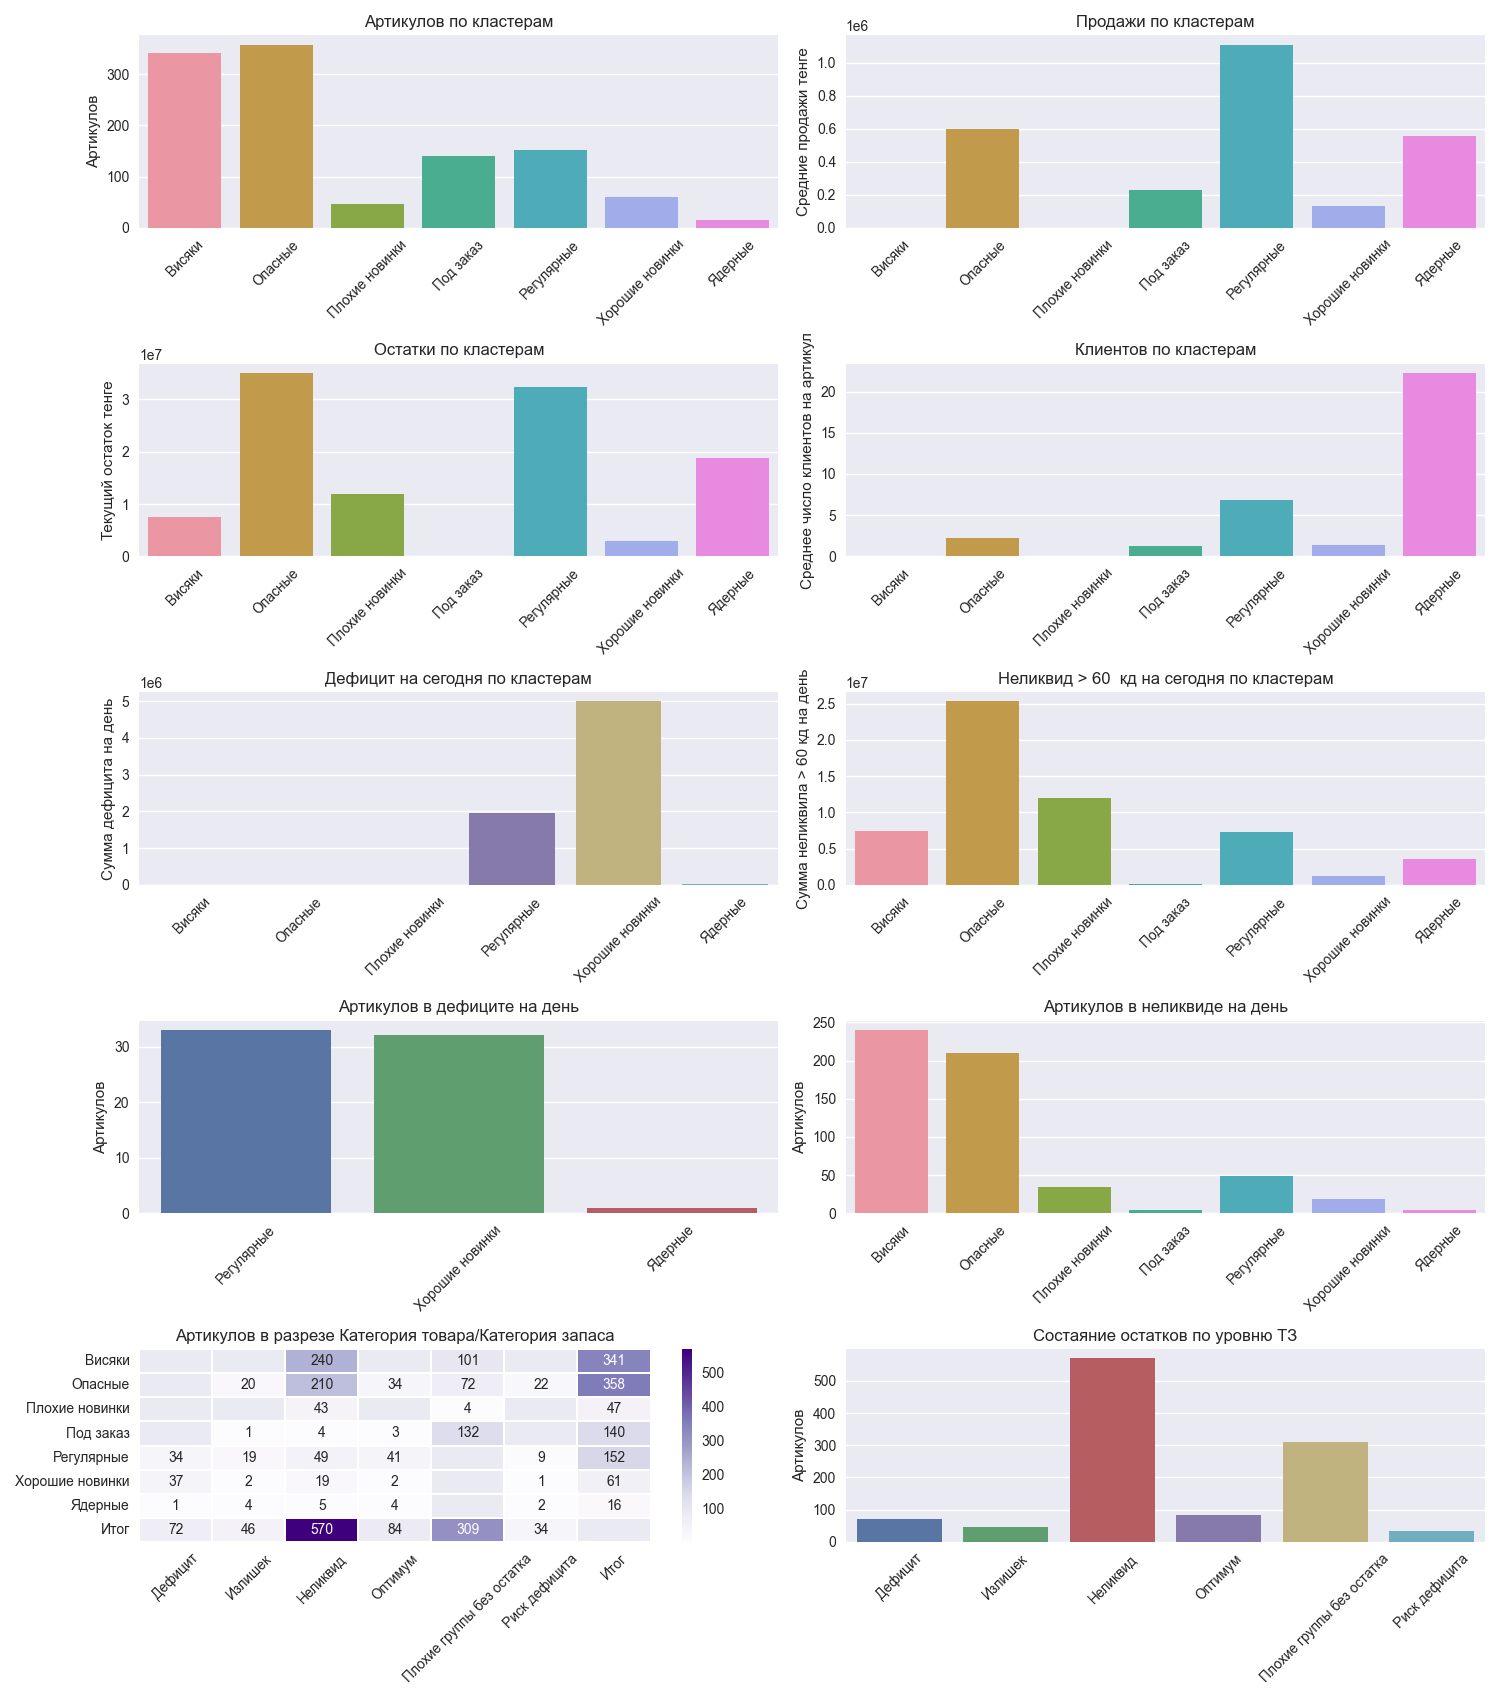 Артикулов по кластерам
Артикулов
300
200
100
0
Висяки
Опасные
Плохие новинки
Под заказ
Регулярные
Хорошие новинки
Ядерные
Продажи по кластерам
1e6
Средние продажи тенге
1.0
0.8
0.6
0.4
0.2
0.0
Висяки
Опасные
Плохие новинки
Под заказ
Регулярные
Хорошие новинки
Ядерные
Остатки по кластерам
1e7
Текущий остаток тенге
3
2
1
0
Висяки
Опасные
Плохие новинки
Под заказ
Регулярные
Хорошие новинки
Ядерные
Клиентов по кластерам
Среднее число клиентов на артикул
20
15
10
5
0
Висяки
Опасные
Плохие новинки
Под заказ
Регулярные
Хорошие новинки
Ядерные
Дефицит на сегодня по кластерам
1e6
Сумма дефицита на день
5
4
3
2
1
0
Висяки
Опасные
Плохие новинки
Регулярные
Хорошие новинки
Ядерные
Неликвид > 60 кд на сегодня по кластерам
1e7
Сумма неликвила > 60 кд на день
2.5
2.0
1.5
1.0
0.5
0.0
Висяки
Опасные
Плохие новинки
Под заказ
Регулярные
Хорошие новинки
Ядерные
Артикулов в дефиците на день
Артикулов
30
20
10
0
Регулярные
Хорошие новинки
Ядерные
Артикулов в неликвиде на день
Артикулов
250
200
150
100
50
0
Висяки
Опасные
Плохие новинки
Под заказ
Регулярные
Хорошие новинки
Ядерные
Артикулов в разрезе Категория товара/Категория запаса
Висяки 240 101 341
Опасные 20 210 34 72 22 358
Плохие новинки 43 4 47
Под заказ 1 4 3 132 140
Регулярные 34 19 49 41 9 152
Хорошие новинки 37 2 19 2 1 61
Ядерные 1 4 5 4 2 16
Итог 72 46 570 84 309 34
Дефицит
Излишек
Неликвид
Оптимум
Плохие группы без остатка
Риск дефицита
Итог
500
400
300
200
100
Состаяние остатков по уровню ТЗ
Артикулов
500
400
300
200
100
0
Дефицит
Излишек
Неликвид
Оптимум
Плохие группы без остатка
Риск дефицита